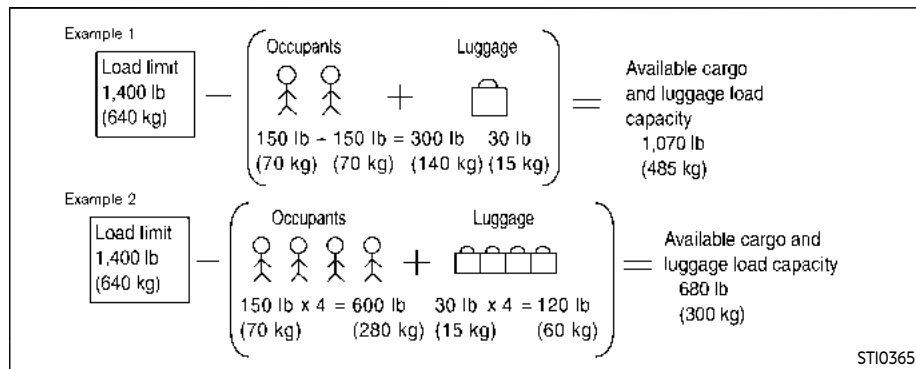 Example 1
Load limit
1,400 lb
(640 kg)
—
Occupants
+
Luggage
=
150 lb – 150 lb = 300 lb 30 lb
(70 kg) (70 kg) (140 kg) (15 kg)
Available cargo
and luggage load
capacity
1,070 lb
(485 kg)
Example 2
Load limit
1,400 lb
(640 kg)
—
Occupants
+
Luggage
=
150 lb x 4 = 600 lb 30 lb x 4 = 120 lb
(70 kg) (280 kg) (15 kg) (60 kg)
Available cargo and
luggage load capacity
680 lb
(300 kg)
STI0365